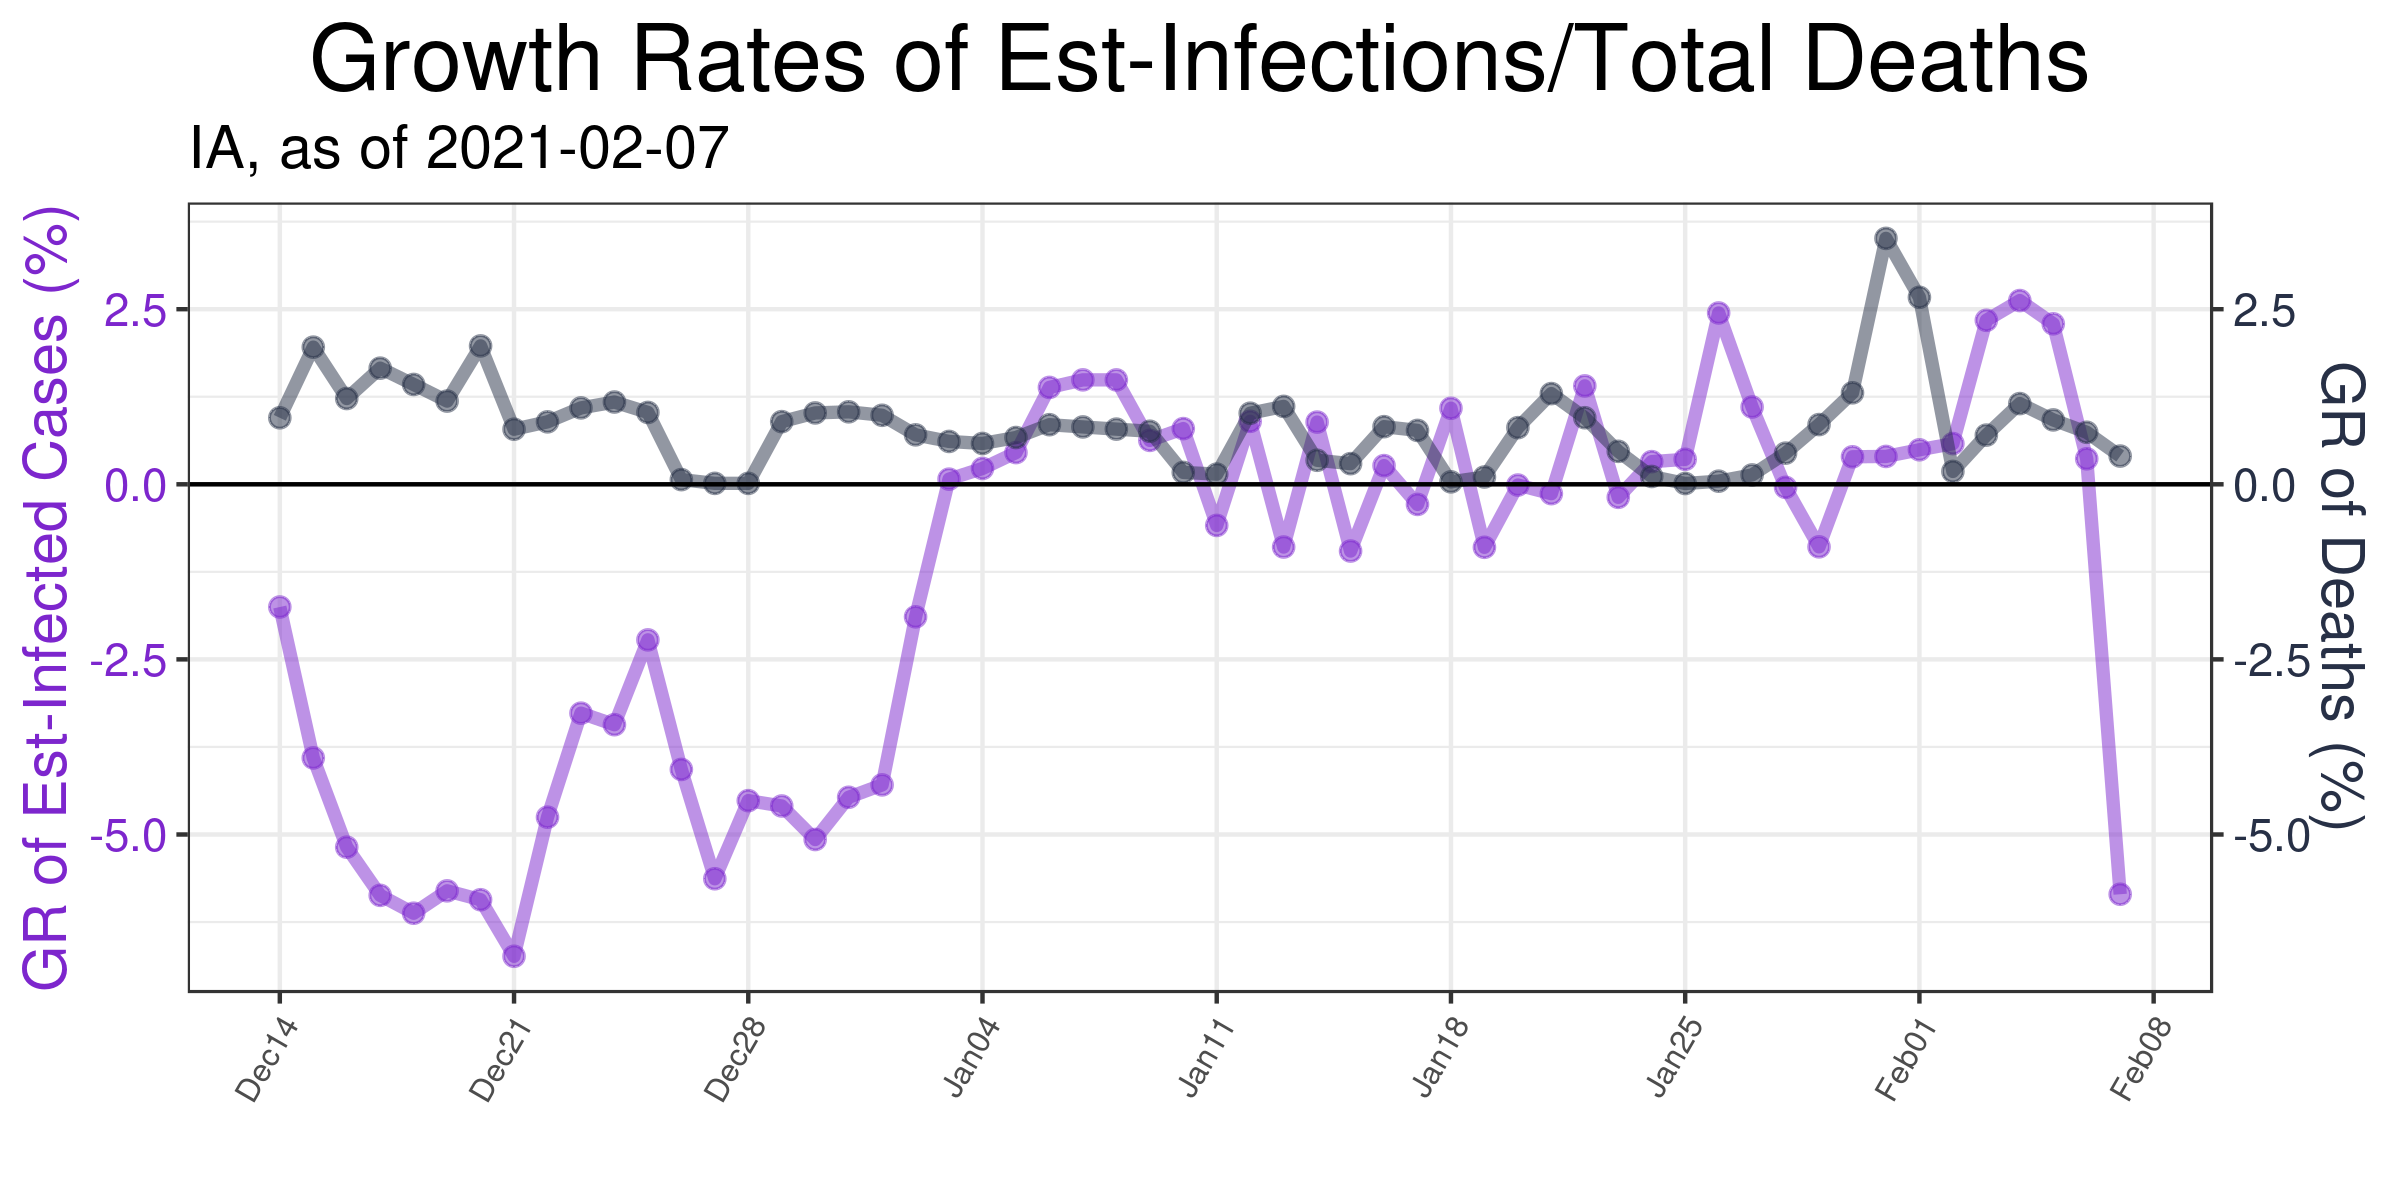 Growth Rates of Est-Infections/Total Deaths
IA, as of 2021-02-07
GR of Est-Infected Cases (%)
2.5
0.0
-2.5
-5.0
2.5
0.0
-2.5
-5.0
GR of Deaths (%)
Dec14
Dec21
Dec28
Jan04
Jan11
Jan18
Jan25
Feb01
Feb08